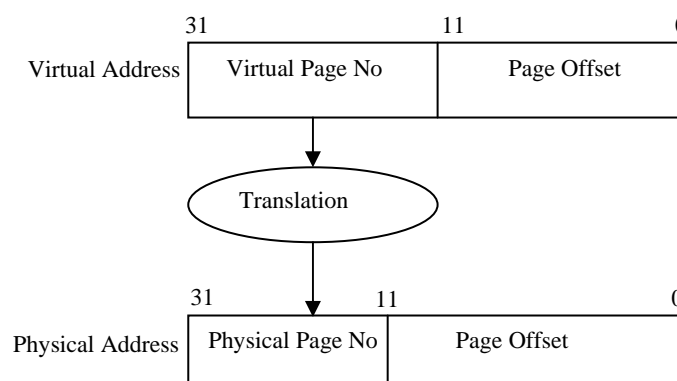 31 11 0
Virtual Address Virtual Page No Page Offset
Translation
31 11 0
Physical Address Physical Page No Page Offset